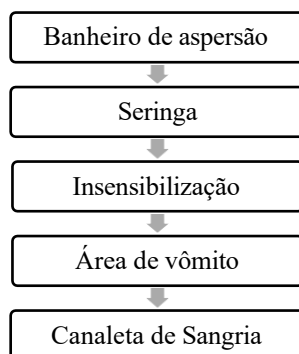 Banheiro de aspersão
Seringa
Insensibilização
Área de vômito
Canaleta de Sangria